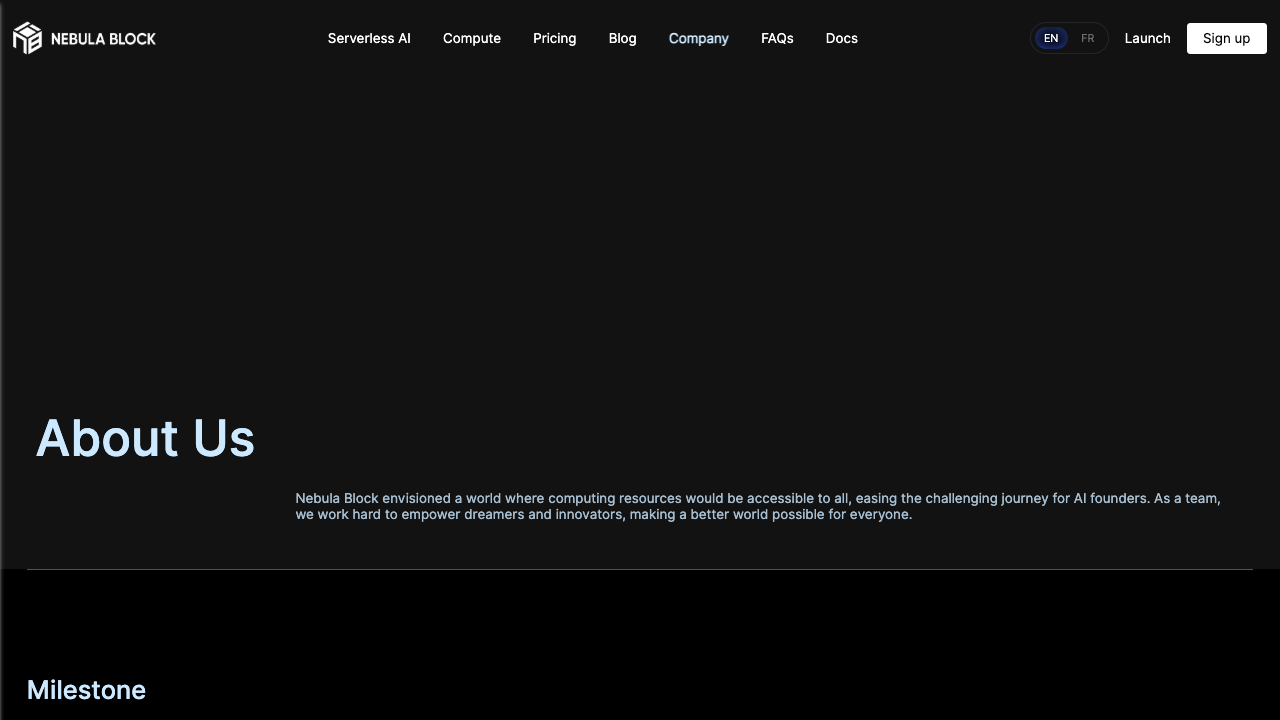 NEBULA BLOCK
Serverless AI
Compute
Pricing
Blog
Company
FAQs
Docs
EN
FR
Launch
Sign up
About Us
Nebula Block envisioned a world where computing resources would be accessible to all, easing the challenging journey for AI founders. As a team,
we work hard to empower dreamers and innovators, making a better world possible for everyone.
Milestone